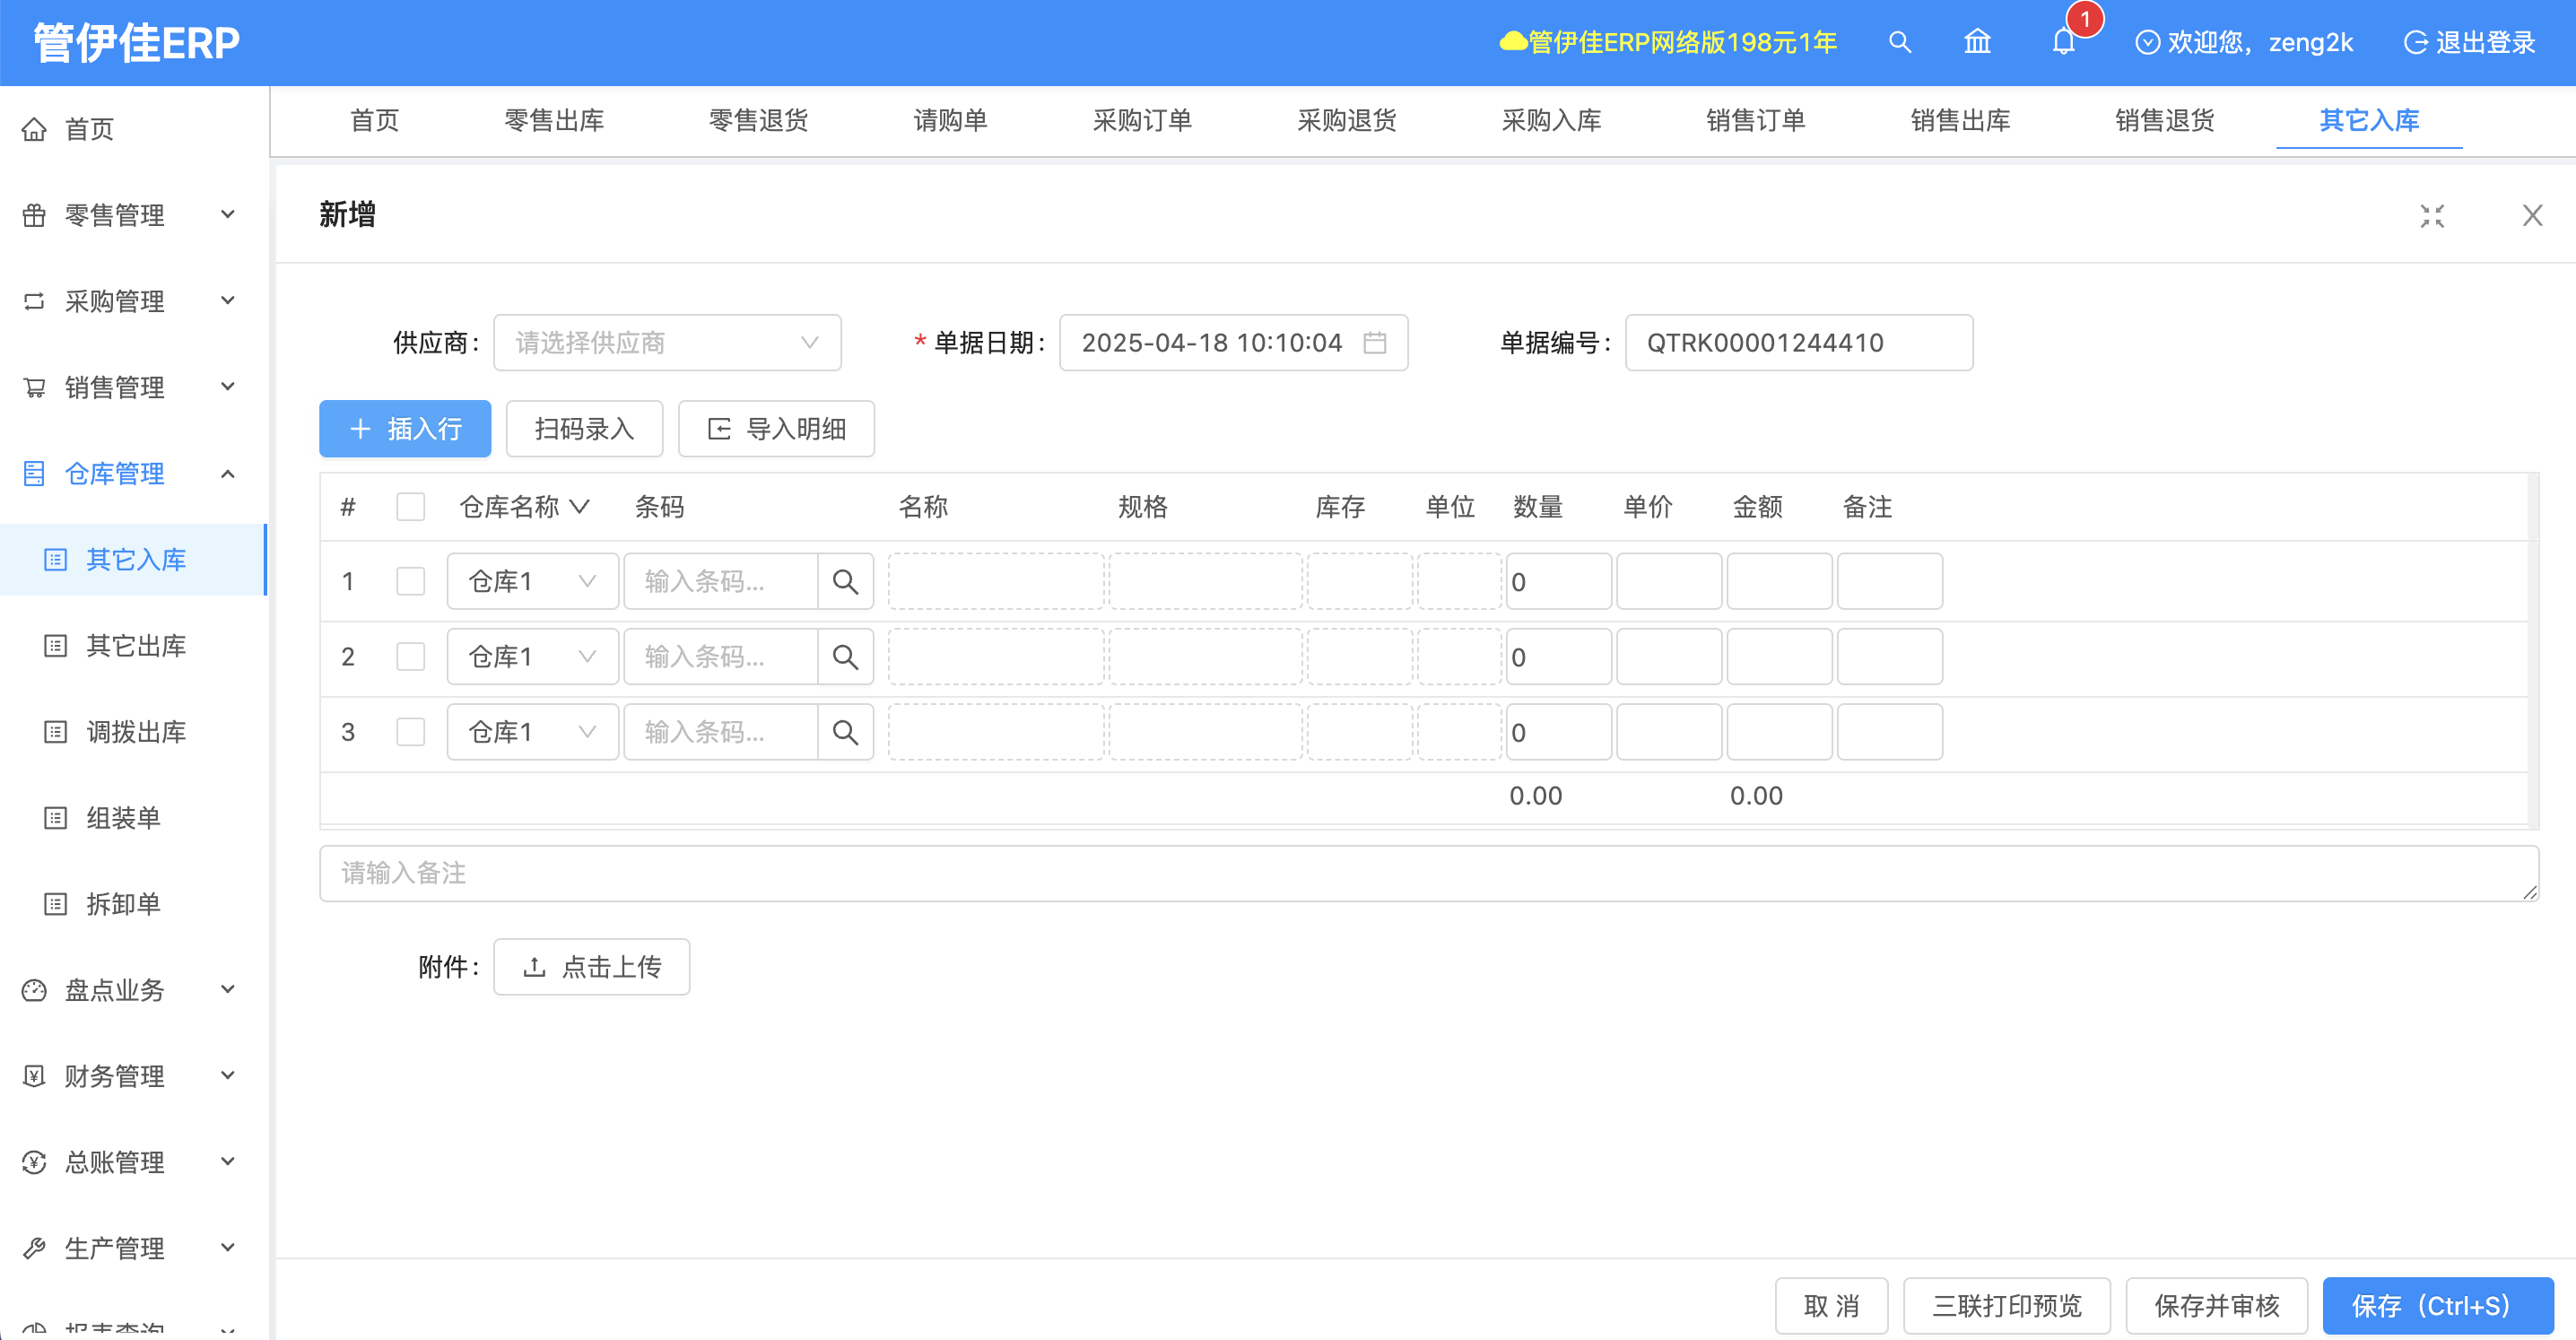 管伊佳ERP
管伊佳ERP网络版198元1年
1
欢迎您，zeng2k
退出登录
首页
零售管理
采购管理
销售管理
仓库管理
其它入库
其它出库
调拨出库
组装单
拆卸单
盘点业务
财务管理
总账管理
生产管理
报表查询
首页 零售出库 零售退货 请购单 采购订单 采购退货 采购入库 销售订单 销售出库 销售退货 其它入库
新增
供应商： 请选择供应商 * 单据日期： 2025-04-18 10:10:04 单据编号： QTRK00001244410
插入行 扫码录入 导入明细
# 仓库名称 条码 名称 规格 库存 单位 数量 单价 金额 备注
1 仓库1 输入条码... 0
2 仓库1 输入条码... 0
3 仓库1 输入条码... 0
0.00 0.00
请输入备注
附件： 点击上传
取 消 三联打印预览 保存并审核 保存（Ctrl+S）